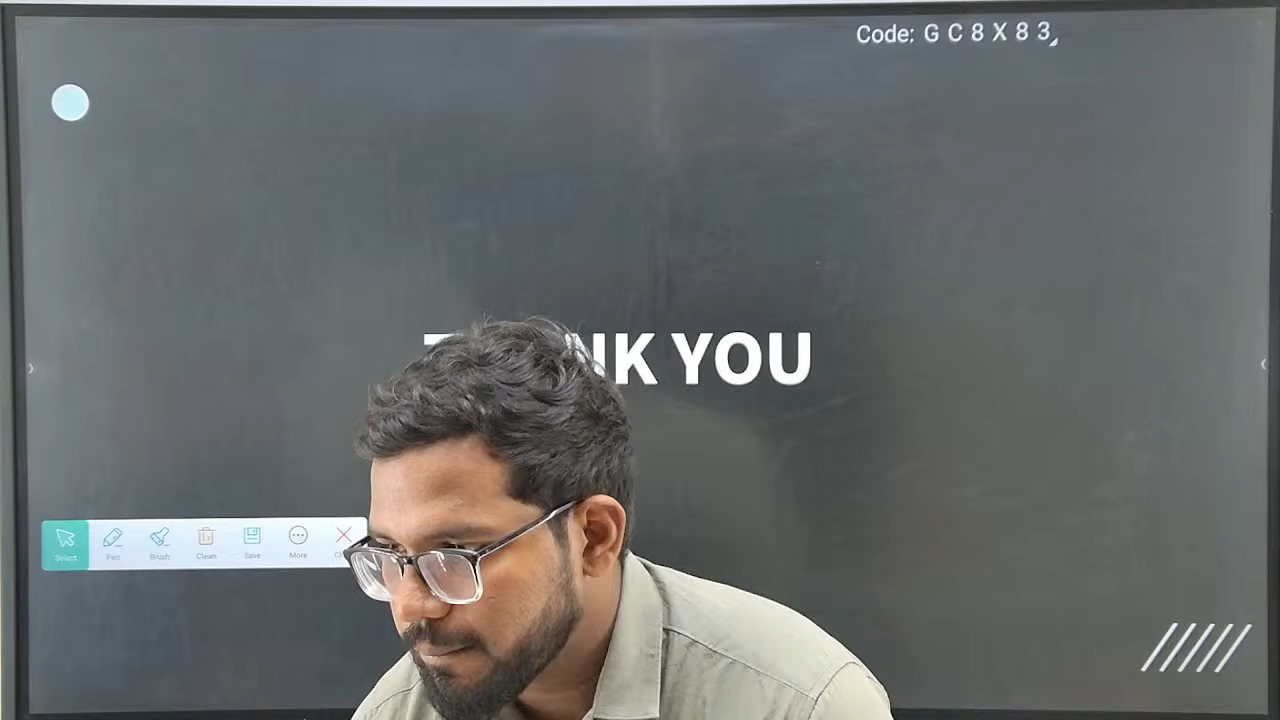 Code: G C 8 X 8 3
NK YOU
Select
Pen
Brush
Clean
Save
More